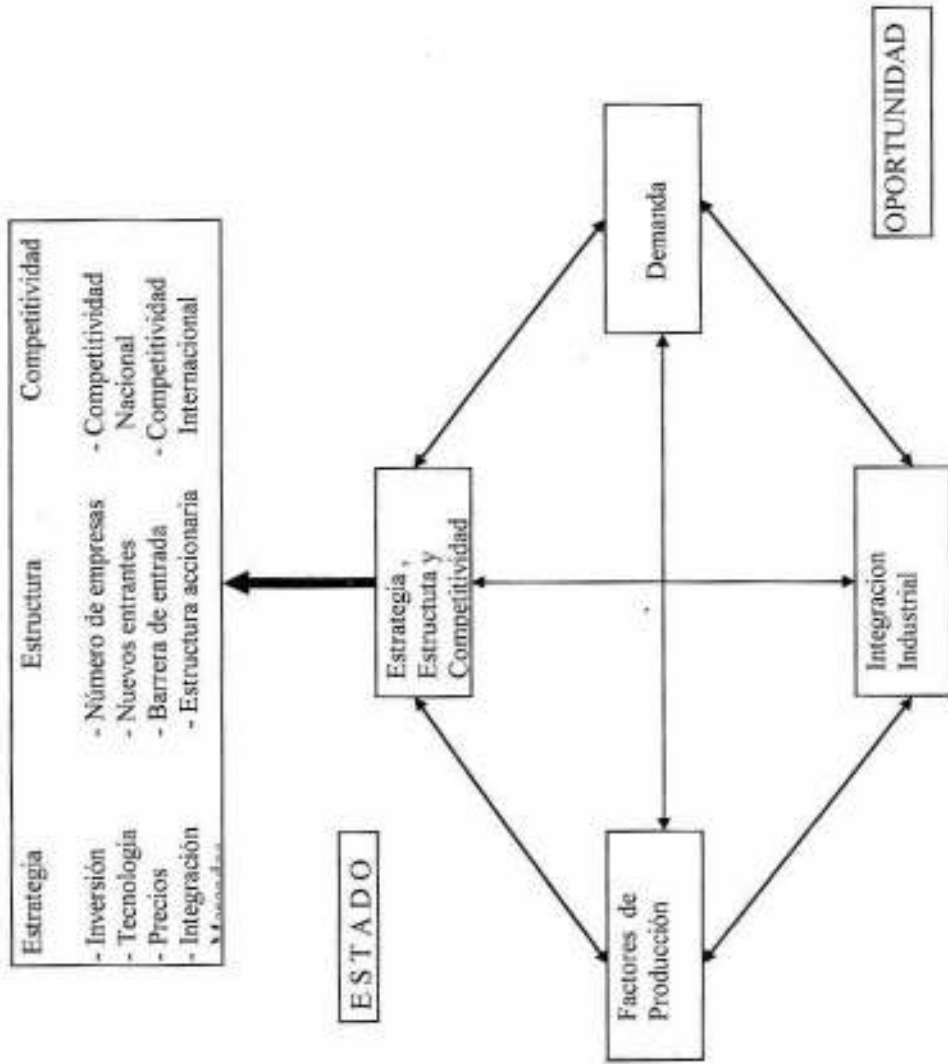 Estrategia Estructura Competitividad
- Inversión - Número de empresas - Competitividad
- Tecnología - Nuevos entrantes Nacional
- Precios - Barrera de entrada - Competitividad
- Integración - Estructura accionaria Internacional
ESTADO
Estrategia ,
Estructuta y
Competitividad
Factores de
Producción
Demanda
Integracion
Industrial
OPORTUNIDAD